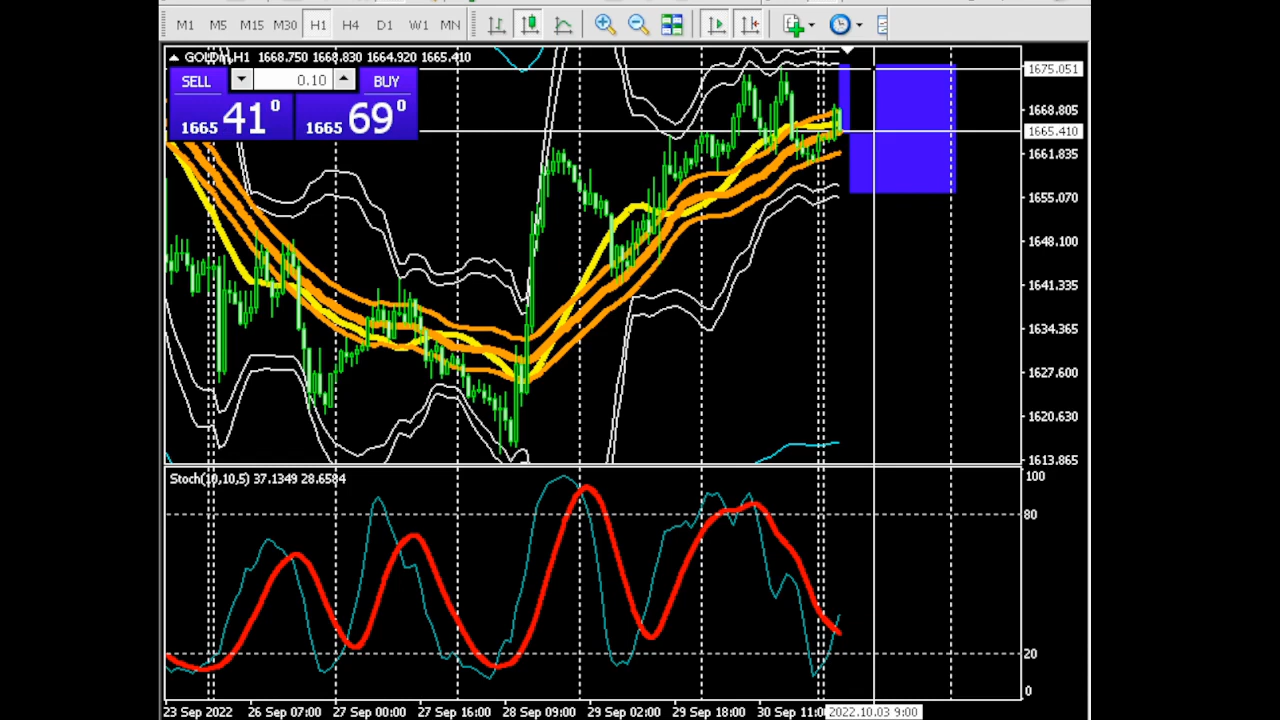 M1 M5 M15 M30 H1 H4 D1 W1 MN
GOLDm,H1 1668.750 1668.830 1664.920 1665.410
SELL 0.10 BUY
1665 41 0 1665 69 0
1675.051
1668.805
1665.410
1661.835
1655.070
1648.100
1641.335
1634.365
1627.600
1620.630
1613.865
Stoch(10,10,5) 37.1349 28.6584
100
80
20
0
23 Sep 2022 26 Sep 07:00 27 Sep 00:00 27 Sep 16:00 28 Sep 09:00 29 Sep 02:00 29 Sep 18:00 30 Sep 11:0 2022.10.03 9:00